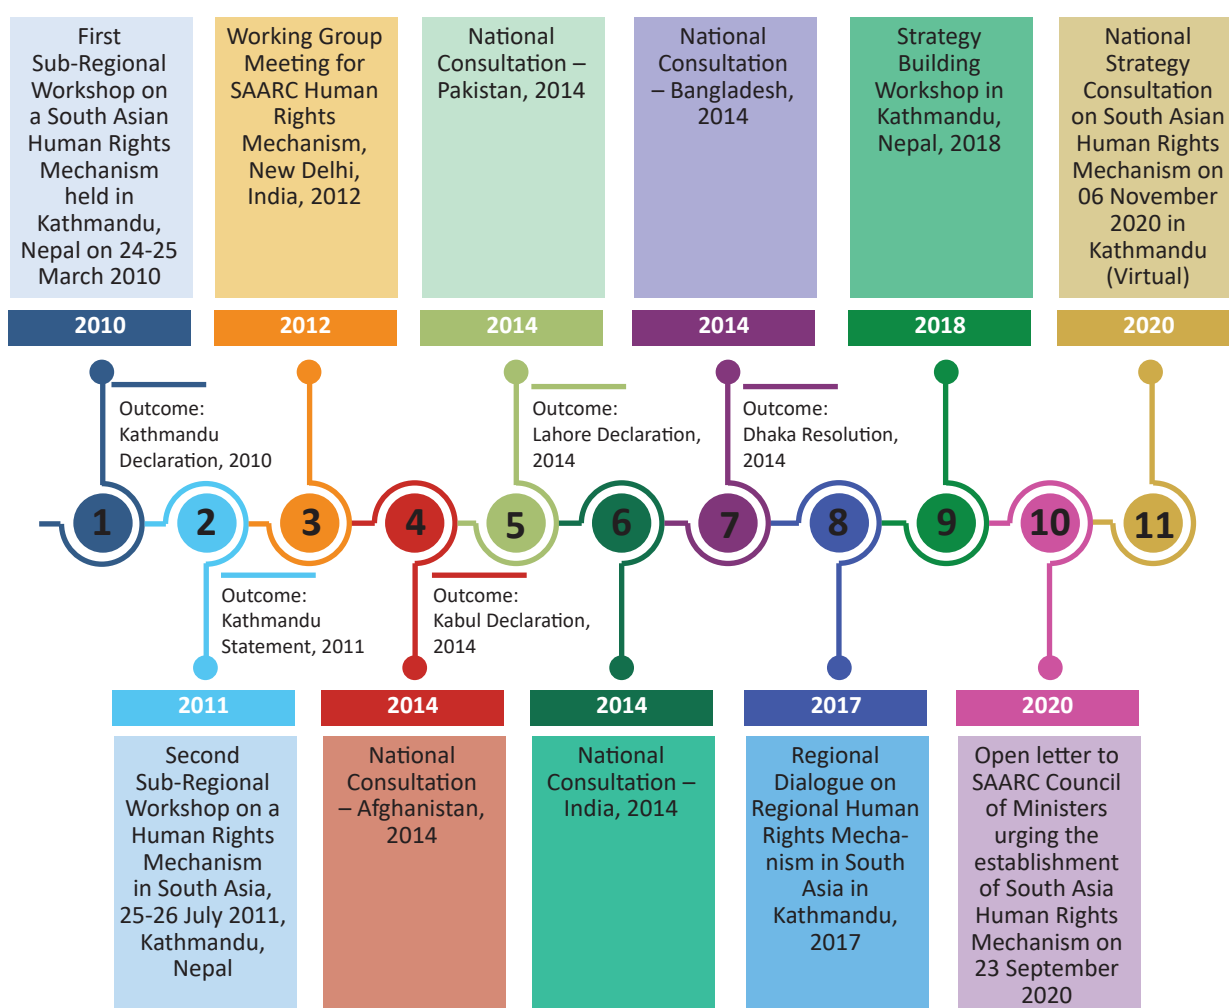 First
Sub-Regional
Workshop on
a South Asian
Human Rights
Mechanism
held in
Kathmandu,
Nepal on 24-25
March 2010
Working Group
Meeting for
SAARC Human
Rights
Mechanism,
New Delhi,
India, 2012
National
Consultation –
Pakistan, 2014
National
Consultation
– Bangladesh,
2014
Strategy
Building
Workshop in
Kathmandu,
Nepal, 2018
National
Strategy
Consultation
on South Asian
Human Rights
Mechanism on
06 November
2020 in
Kathmandu
(Virtual)
2010
2012
2014
2014
2018
2020
Outcome:
Kathmandu
Declaration, 2010
Outcome:
Lahore Declaration,
2014
Outcome:
Dhaka Resolution,
2014
1
2
3
4
5
6
7
8
9
10
11
Outcome:
Kathmandu
Statement, 2011
Outcome:
Kabul Declaration,
2014
2011
2014
2014
2017
2020
Second
Sub-Regional
Workshop on a
Human Rights
Mechanism
in South Asia,
25-26 July 2011,
Kathmandu,
Nepal
National
Consultation
– Afghanistan,
2014
National
Consultation –
India, 2014
Regional
Dialogue on
Regional Human
Rights Mecha-
nism in South
Asia in
Kathmandu,
2017
Open letter to
SAARC Council
of Ministers
urging the
establishment
of South Asia
Human Rights
Mechanism on
23 September
2020